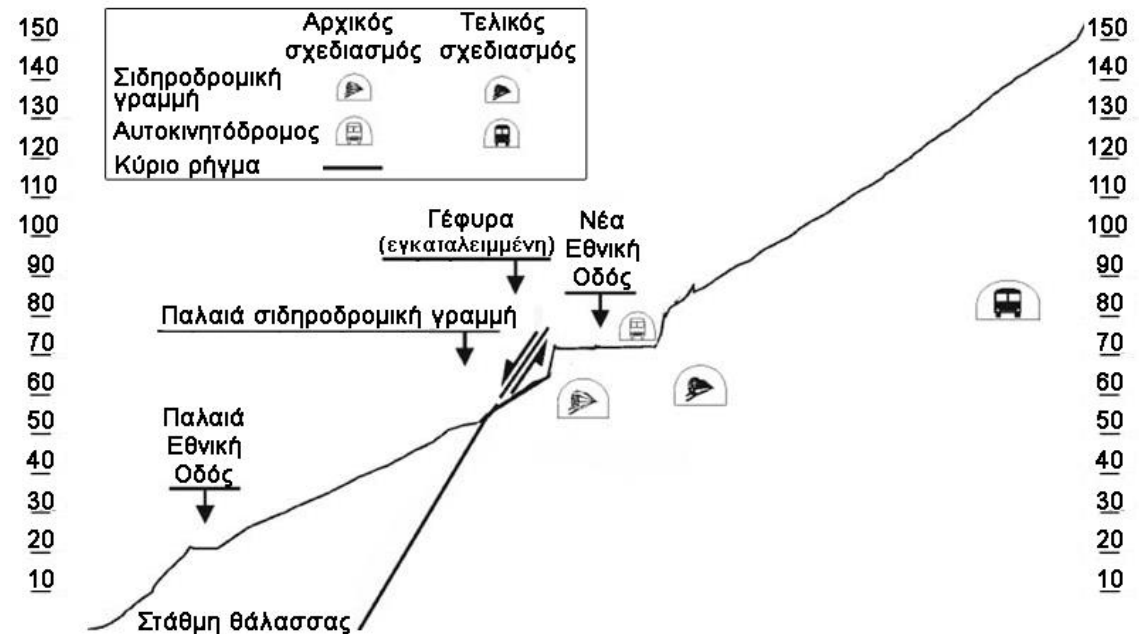 150
140
130
120
110
100
90
80
70
60
50
40
30
20
10
Αρχικός σχεδιασμός
Τελικός σχεδιασμός
Σιδηροδρομική γραμμή
Αυτοκινητόδρομος
Κύριο ρήγμα
Γέφυρα
(εγκαταλειμμένη)
Νέα
Εθνική
Οδός
Παλαιά σιδηροδρομική γραμμή
Παλαιά
Εθνική
Οδός
Στάθμη θάλασσας
150
140
130
120
110
100
90
80
70
60
50
40
30
20
10